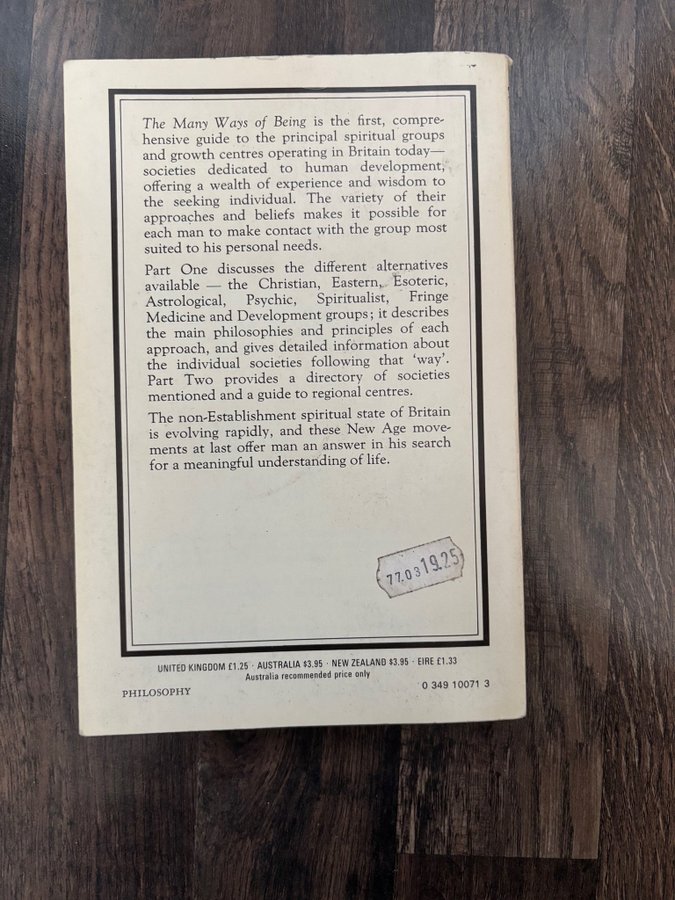 The Many Ways of Being is the first, compre-
hensive guide to the principal spiritual groups
and growth centres operating in Britain today—
societies dedicated to human development,
offering a wealth of experience and wisdom to
the seeking individual. The variety of their
approaches and beliefs makes it possible for
each man to make contact with the group most
suited to his personal needs.
Part One discusses the different alternatives
available — the Christian, Eastern, Esoteric,
Astrological, Psychic, Spiritualist, Fringe
Medicine and Development groups; it describes
the main philosophies and principles of each
approach, and gives detailed information about
the individual societies following that ‘way’.
Part Two provides a directory of societies
mentioned and a guide to regional centres.
The non-Establishment spiritual state of Britain
is evolving rapidly, and these New Age move-
ments at last offer man an answer in his search
for a meaningful understanding of life.
77.03 19.25
UNITED KINGDOM £1.25 · AUSTRALIA $3.95 · NEW ZEALAND $3.95 · EIRE £1.33
Australia recommended price only
PHILOSOPHY
0 349 10071 3